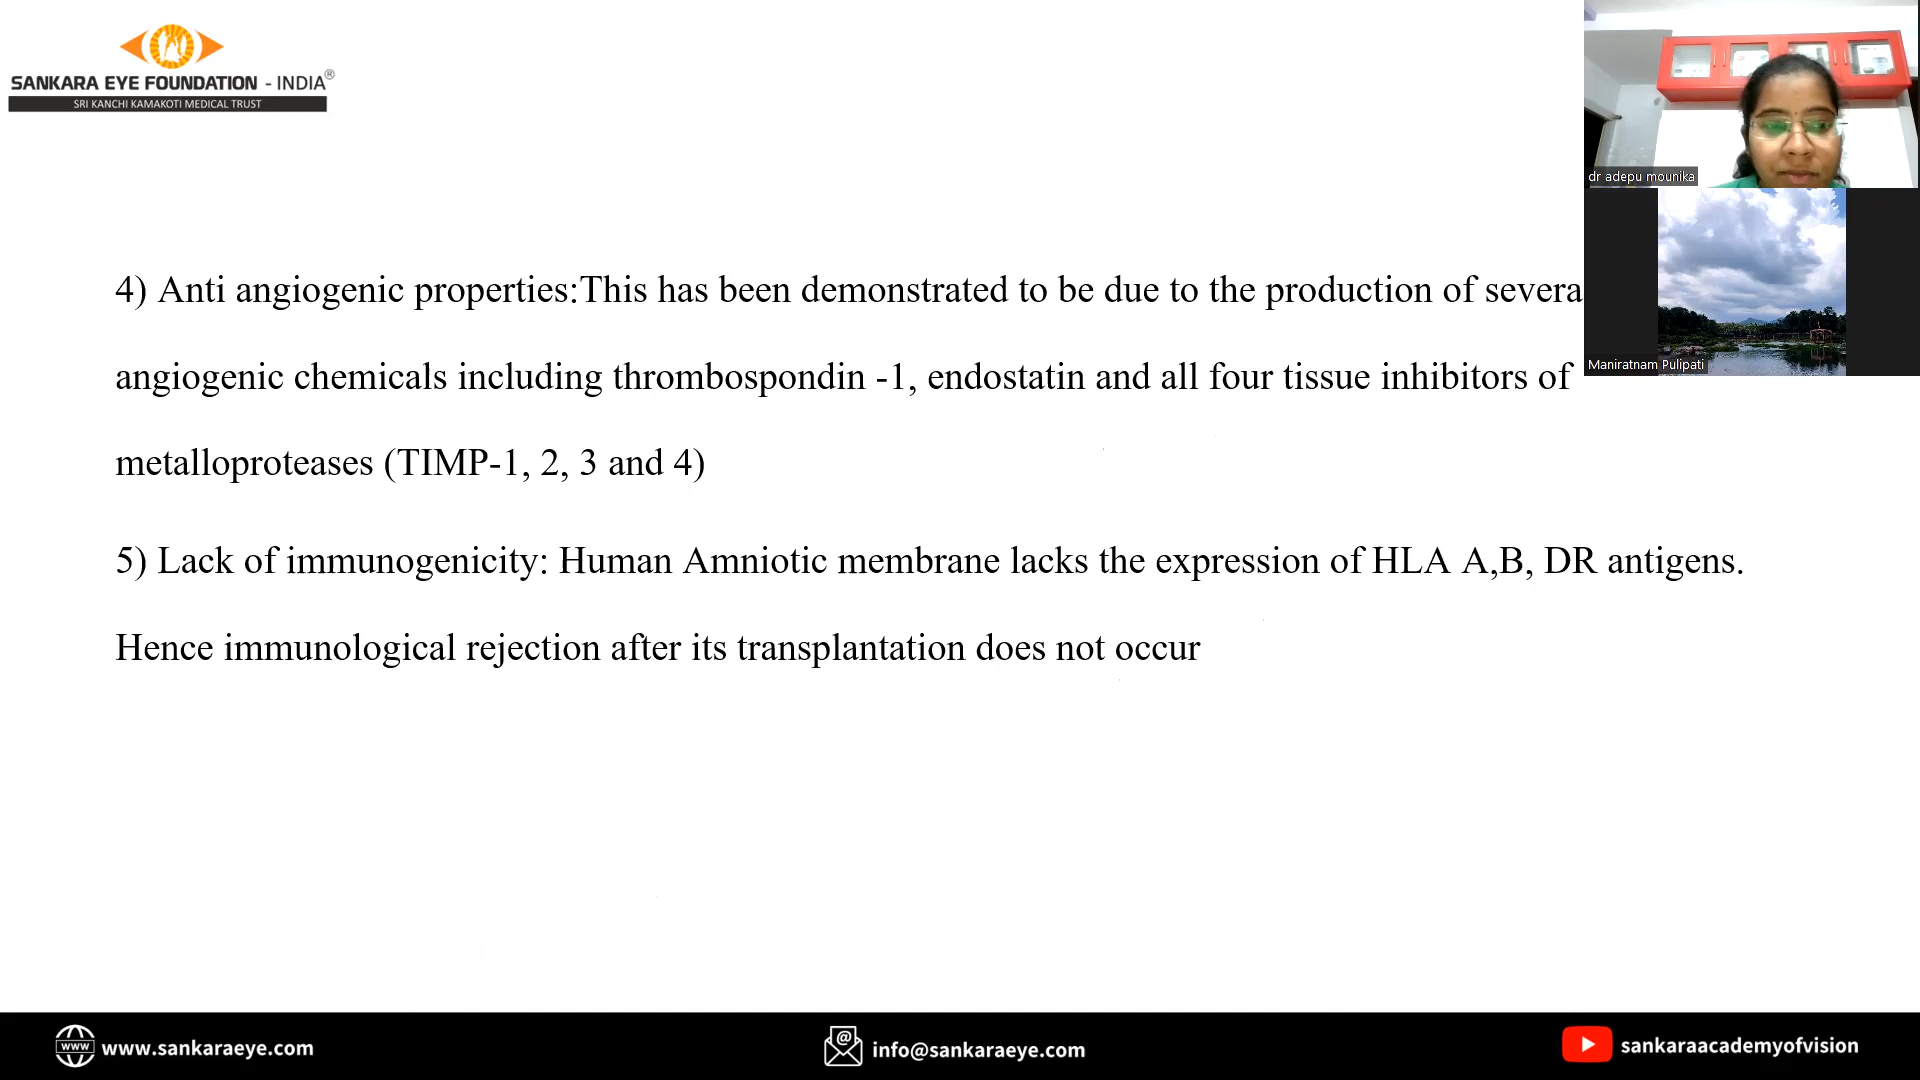 SANKARA EYE FOUNDATION - INDIA®
SRI KANCHI KAMAKOTI MEDICAL TRUST
dr adepu mounika
Maniratnam Pulipati
4) Anti angiogenic properties:This has been demonstrated to be due to the production of severa
angiogenic chemicals including thrombospondin -1, endostatin and all four tissue inhibitors of
metalloproteases (TIMP-1, 2, 3 and 4)
5) Lack of immunogenicity: Human Amniotic membrane lacks the expression of HLA A,B, DR antigens.
Hence immunological rejection after its transplantation does not occur
www
www.sankaraeye.com
@
info@sankaraeye.com
sankaraacademyofvision